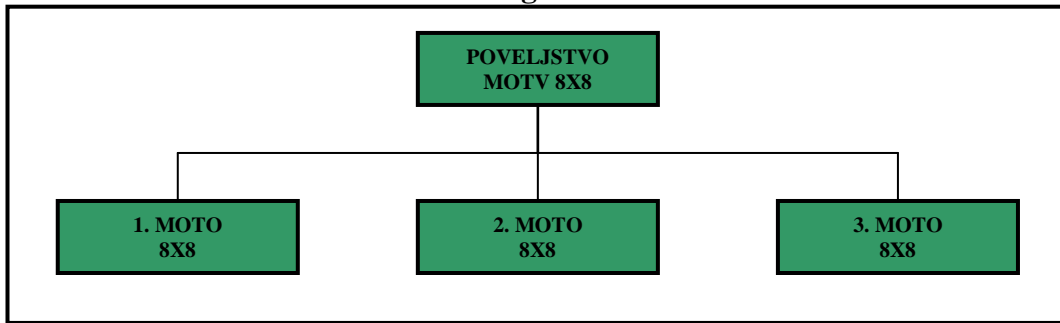 POVELJSTVO
MOTV 8X8
1. MOTO
8X8
2. MOTO
8X8
3. MOTO
8X8